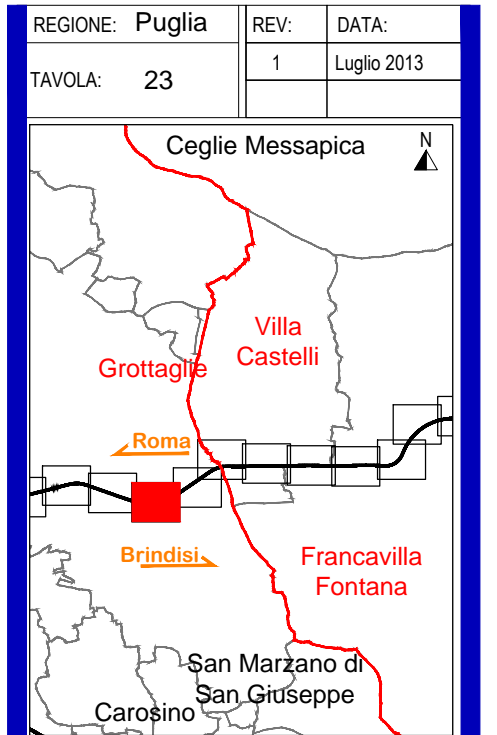 REGIONE: Puglia REV: DATA:
1 Luglio 2013
TAVOLA: 23
Ceglie Messapica
N
Villa
Castelli
Grottaglie
Roma
Brindisi
Francavilla
Fontana
San Marzano di
San Giuseppe
Carosino